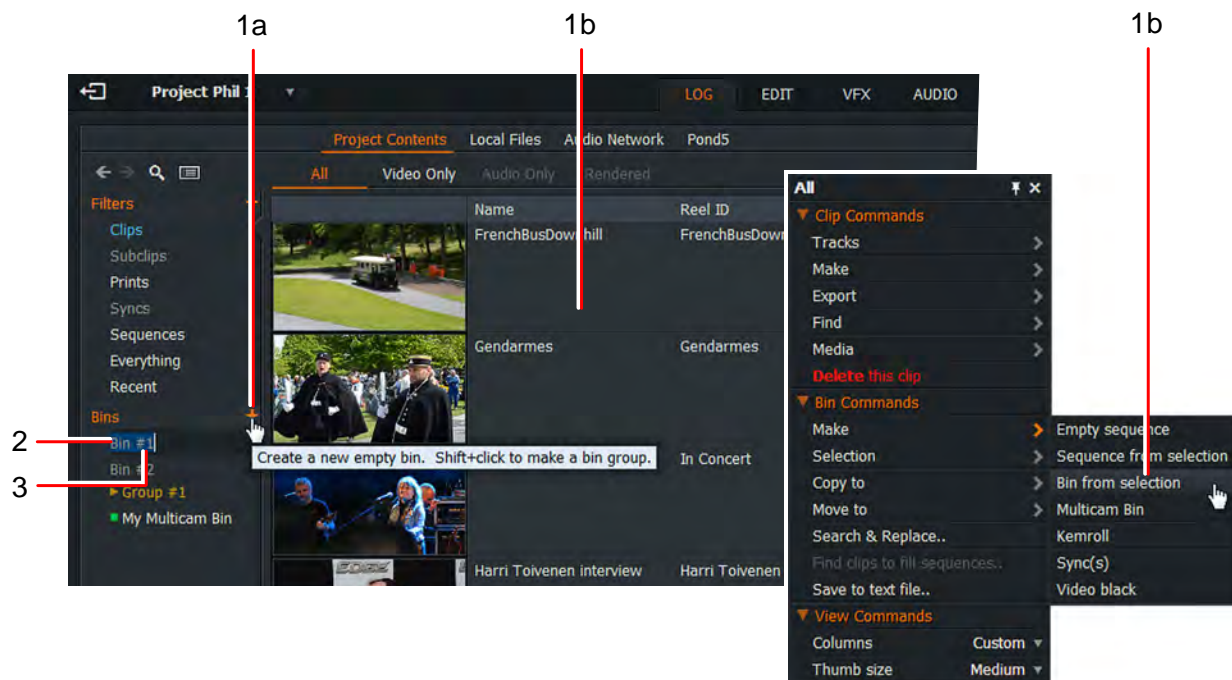 1a
1b
1b
Project Phil
LOG
EDIT
VFX
AUDIO
Project Contents
Local Files
Audio Network
Pond5
All
Video Only
Audio Only
Rendered
Filters
Clips
Subclips
Prints
Syncs
Sequences
Everything
Recent
Bins
Bin #1
Bin #2
Group #1
My Multicam Bin
2
3
Name
Reel ID
FrenchBusDownhill
FrenchBusDow
Gendarmes
Gendarmes
Create a new empty bin. Shift+click to make a bin group.
In Concert
Harri Toivenen interview
Harri Toivenen
All
Clip Commands
Tracks
Make
Export
Find
Media
Delete this clip
Bin Commands
Make
Selection
Copy to
Move to
Search & Replace..
Find clips to fill sequences..
Save to text file..
View Commands
Columns
Custom
Thumb size
Medium
Empty sequence
Sequence from selection
Bin from selection
Multicam Bin
Kemroll
Sync(s)
Video black
1b